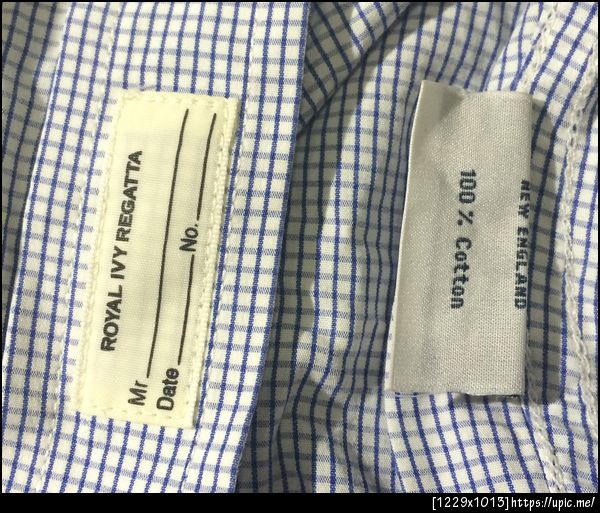 ROYAL IVY REGATTA
Mr
Date No.
NEW ENGLAND
100 % Cotton
[1229x1015]https://upic.me/